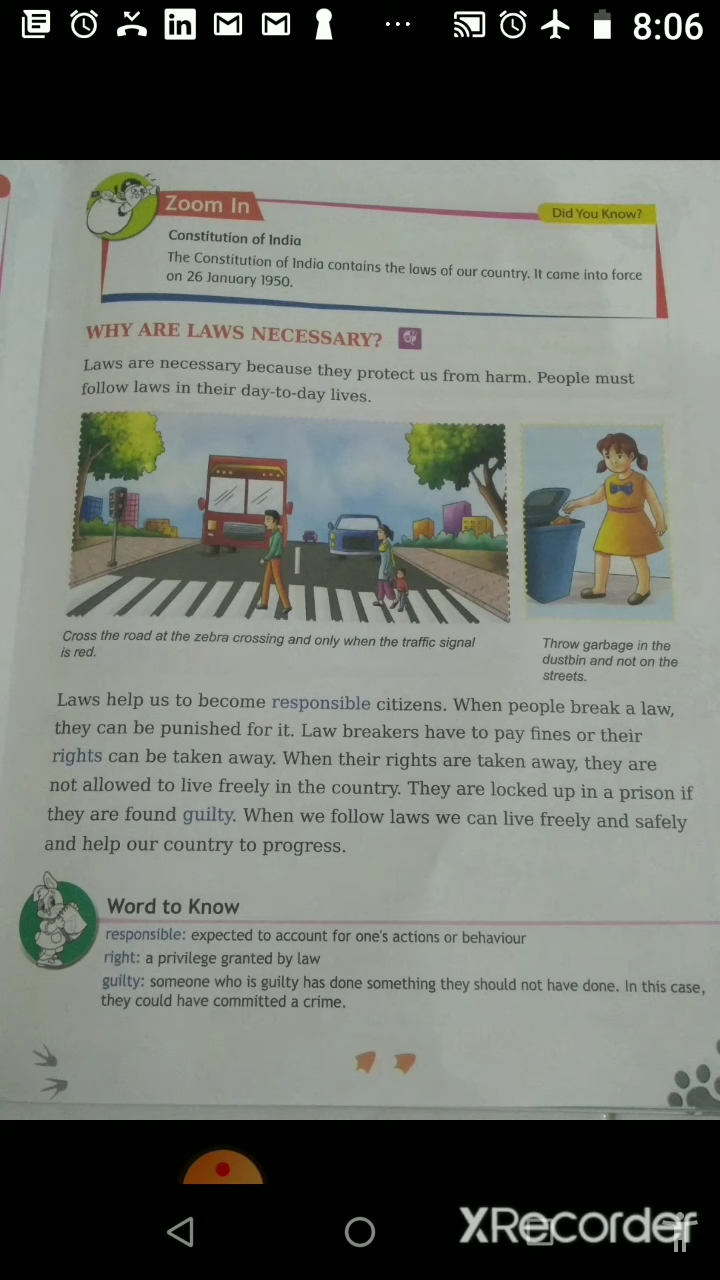 8:06
Zoom In
Did You Know?
Constitution of India
The Constitution of India contains the laws of our country. It came into force
on 26 January 1950.
WHY ARE LAWS NECESSARY?
Laws are necessary because they protect us from harm. People must
follow laws in their day-to-day lives.
Cross the road at the zebra crossing and only when the traffic signal
is red.
Throw garbage in the
dustbin and not on the
streets.
Laws help us to become responsible citizens. When people break a law,
they can be punished for it. Law breakers have to pay fines or their
rights can be taken away. When their rights are taken away, they are
not allowed to live freely in the country. They are locked up in a prison if
they are found guilty. When we follow laws we can live freely and safely
and help our country to progress.
Word to Know
responsible: expected to account for one's actions or behaviour
right: a privilege granted by law
guilty: someone who is guilty has done something they should not have done. In this case,
they could have committed a crime.
XRecorder